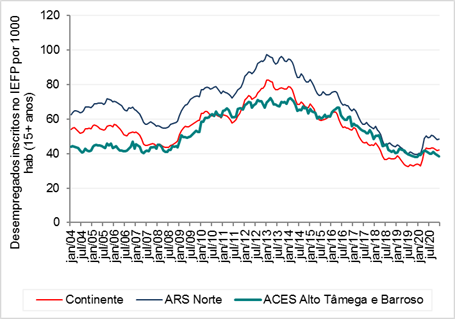 Desempregados inscritos no IEFP por 1000
hab (15+ anos)
120
100
80
60
40
20
0
jan/04
jul/04
jan/05
jul/05
jan/06
jul/06
jan/07
jul/07
jan/08
jul/08
jan/09
jul/09
jan/10
jul/10
jan/11
jul/11
jan/12
jul/12
jan/13
jul/13
jan/14
jul/14
jan/15
jul/15
jan/16
jul/16
jan/17
jul/17
jan/18
jul/18
jan/19
jul/19
jan/20
jul/20
Continente ARS Norte ACES Alto Tâmega e Barroso